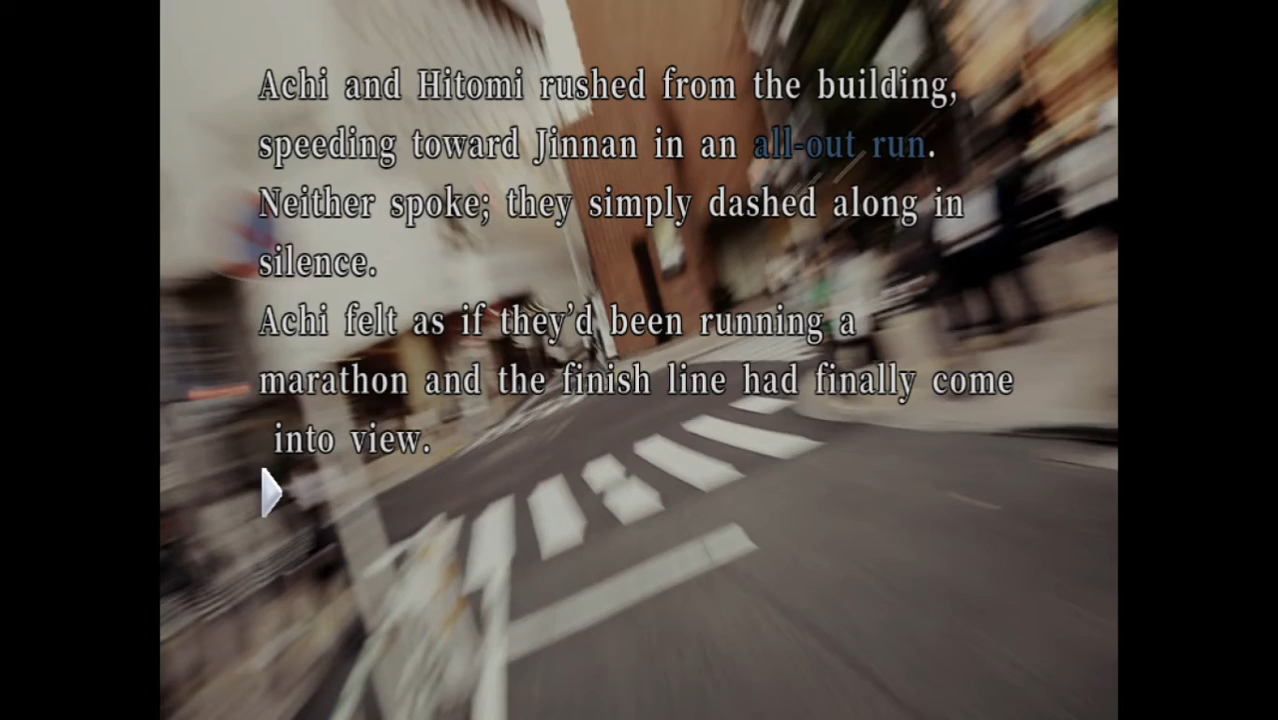 Achi and Hitomi rushed from the building,
speeding toward Jinnan in an all-out run.
Neither spoke; they simply dashed along in
silence.
Achi felt as if they'd been running a
marathon and the finish line had finally come
into view.